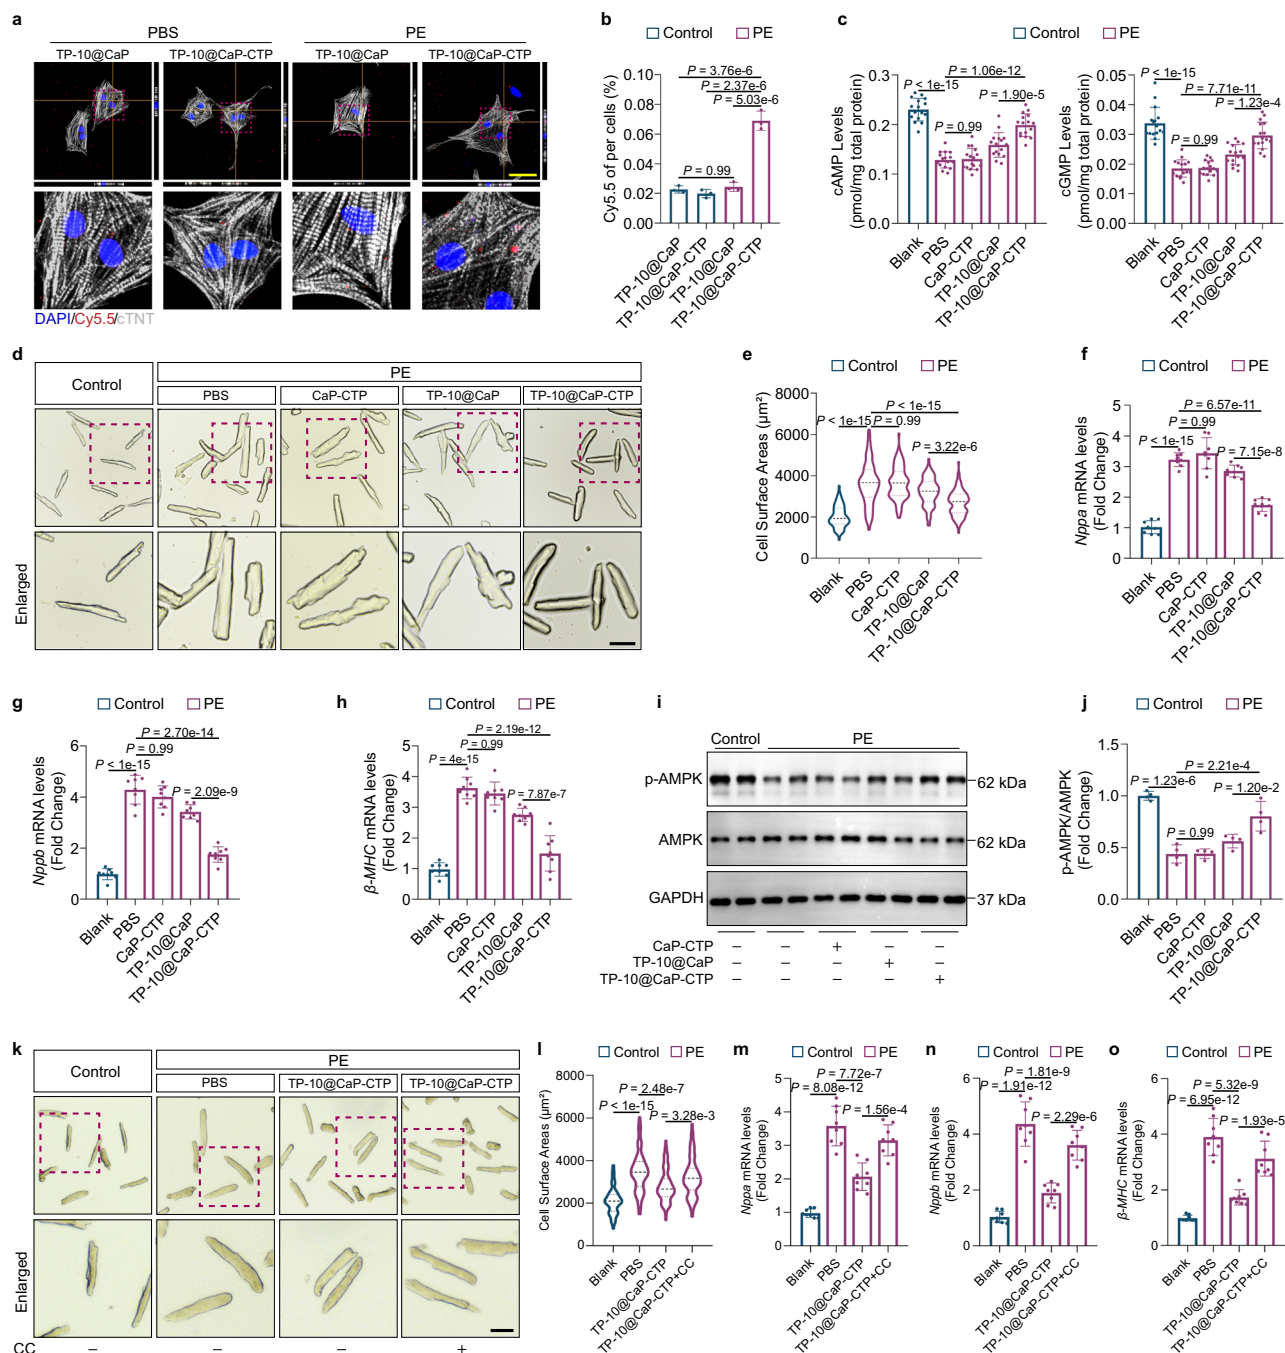 a
PBS
PE
TP-10@CaP
TP-10@CaP-CTP
TP-10@CaP
TP-10@CaP-CTP
DAPI/Cy5.5/cTNT
b
Control
PE
P = 3.76e-6
P = 2.37e-6
P = 5.03e-6
P = 0.99
Cy5.5 of per cells (%)
0.10
0.08
0.06
0.04
0.02
0.00
TP-10@CaP
TP-10@CaP-CTP
TP-10@CaP
TP-10@CaP-CTP
c
Control
PE
P < 1e-15
P = 1.06e-12
P = 1.90e-5
P = 0.99
cAMP Levels
(pmol/mg total protein)
0.3
0.2
0.1
0.0
Blank
PBS
CaP-CTP
TP-10@CaP
TP-10@CaP-CTP
P < 1e-15
P = 7.71e-11
P = 1.23e-4
P = 0.99
cGMP Levels
(pmol/mg total protein)
0.05
0.04
0.03
0.02
0.01
0.00
Blank
PBS
CaP-CTP
TP-10@CaP
TP-10@CaP-CTP
d
Control
PE
PBS
CaP-CTP
TP-10@CaP
TP-10@CaP-CTP
Enlarged
e
Control
PE
P < 1e-15
P < 1e-15
P = 0.99
P = 3.22e-6
Cell Surface Areas (μm²)
8000
6000
4000
2000
0
Blank
PBS
CaP-CTP
TP-10@CaP
TP-10@CaP-CTP
f
Control
PE
P = 6.57e-11
P = 0.99
P < 1e-15
P = 7.15e-8
Nppa mRNA levels
(Fold Change)
5
4
3
2
1
0
Blank
PBS
CaP-CTP
TP-10@CaP
TP-10@CaP-CTP
g
Control
PE
P = 2.70e-14
P = 0.99
P < 1e-15
P = 2.09e-9
Nppb mRNA levels
(Fold Change)
6
4
2
0
Blank
PBS
CaP-CTP
TP-10@CaP
TP-10@CaP-CTP
h
Control
PE
P = 2.19e-12
P = 0.99
P = 4e-15
P = 7.87e-7
β-MHC mRNA levels
(Fold Change)
5
4
3
2
1
0
Blank
PBS
CaP-CTP
TP-10@CaP
TP-10@CaP-CTP
i
Control
PE
p-AMPK
62 kDa
AMPK
62 kDa
GAPDH
37 kDa
CaP-CTP − − + − −
TP-10@CaP − − − + −
TP-10@CaP-CTP − − − − +
j
Control
PE
P = 2.21e-4
P = 1.23e-6
P = 1.20e-2
P = 0.99
p-AMPK/AMPK
(Fold Change)
1.5
1.0
0.5
0.0
Blank
PBS
CaP-CTP
TP-10@CaP
TP-10@CaP-CTP
k
Control
PE
PBS
TP-10@CaP-CTP
TP-10@CaP-CTP
Enlarged
CC − − − +
l
Control
PE
P = 2.48e-7
P < 1e-15
P = 3.28e-3
Cell Surface Areas (μm²)
8000
6000
4000
2000
0
Blank
PBS
TP-10@CaP-CTP
TP-10@CaP-CTP+CC
m
Control
PE
P = 7.72e-7
P = 8.08e-12
P = 1.56e-4
Nppa mRNA levels
(Fold Change)
5
4
3
2
1
0
Blank
PBS
TP-10@CaP-CTP
TP-10@CaP-CTP+CC
n
Control
PE
P = 1.81e-9
P = 1.91e-12
P = 2.29e-6
Nppb mRNA levels
(Fold Change)
6
4
2
0
Blank
PBS
TP-10@CaP-CTP
TP-10@CaP-CTP+CC
o
Control
PE
P = 5.32e-9
P = 6.95e-12
P = 1.93e-5
β-MHC mRNA levels
(Fold Change)
6
4
2
0
Blank
PBS
TP-10@CaP-CTP
TP-10@CaP-CTP+CC